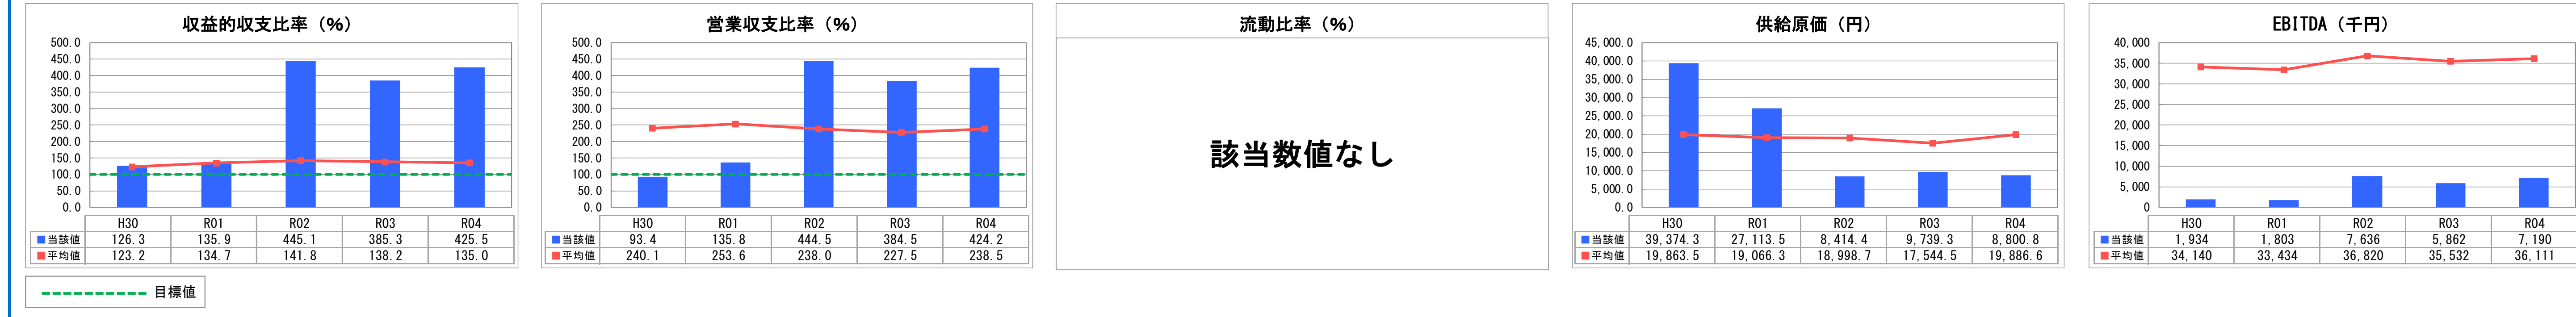 収益的収支比率（％）
500.0
450.0
400.0
350.0
300.0
250.0
200.0
150.0
100.0
50.0
0.0
H30 R01 R02 R03 R04
当該値 126.3 135.9 445.1 385.3 425.5
平均値 123.2 134.7 141.8 138.2 135.0
営業収支比率（％）
500.0
450.0
400.0
350.0
300.0
250.0
200.0
150.0
100.0
50.0
0.0
H30 R01 R02 R03 R04
当該値 93.4 135.8 444.5 384.5 424.2
平均値 240.1 253.6 238.0 227.5 238.5
流動比率（％）
該当数値なし
供給原価（円）
45,000.0
40,000.0
35,000.0
30,000.0
25,000.0
20,000.0
15,000.0
10,000.0
5,000.0
0.0
H30 R01 R02 R03 R04
当該値 39,374.3 27,113.5 8,414.4 9,739.3 8,800.8
平均値 19,863.5 19,066.3 18,998.7 17,544.5 19,886.6
EBITDA（千円）
40,000
35,000
30,000
25,000
20,000
15,000
10,000
5,000
0
H30 R01 R02 R03 R04
当該値 1,934 1,803 7,636 5,862 7,190
平均値 34,140 33,434 36,820 35,532 36,111
目標値